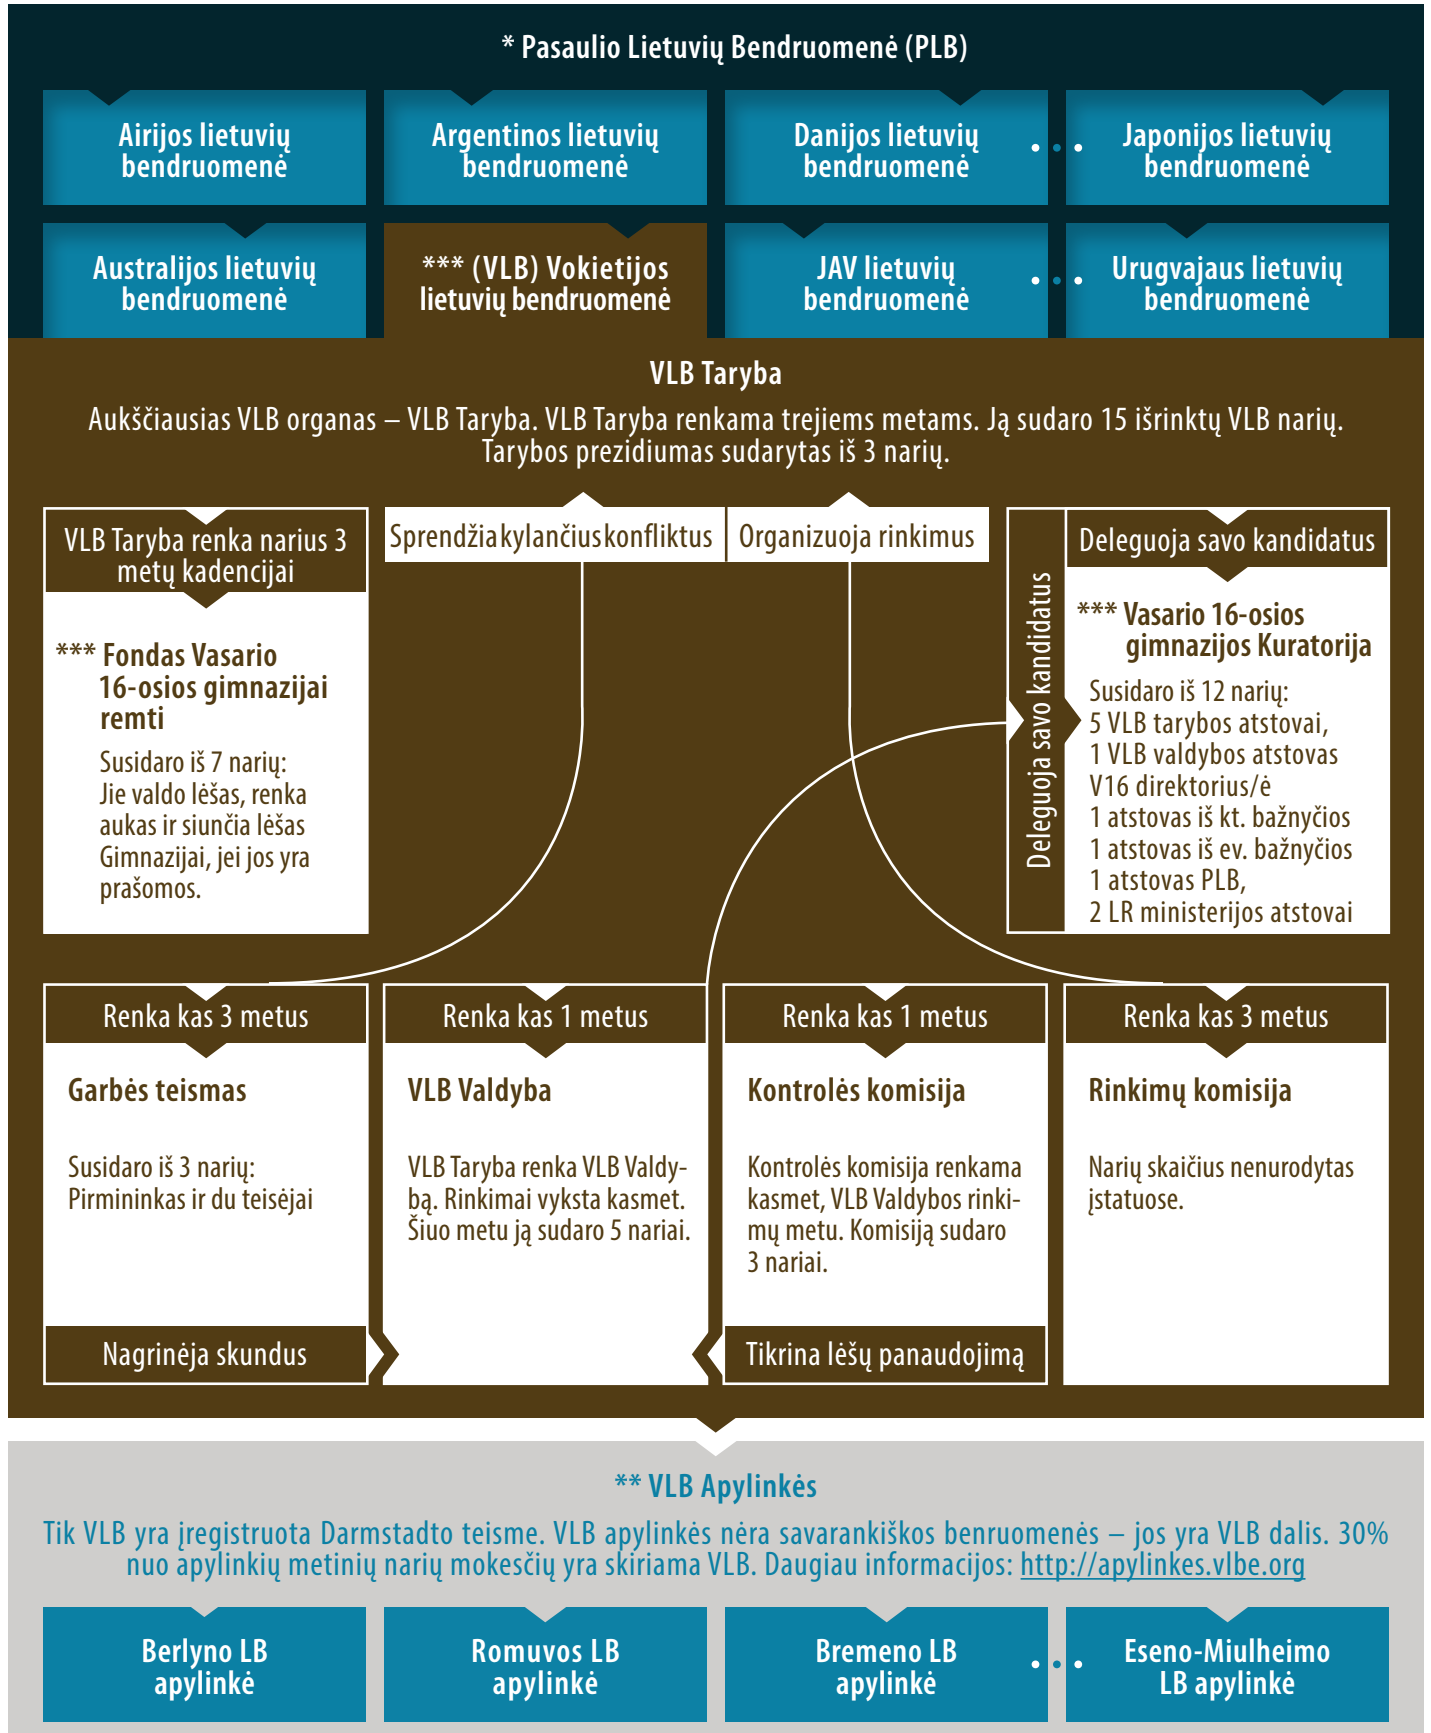 * Pasaulio Lietuvių Bendruomenė (PLB)
Airijos lietuvių
bendruomenė
Argentinos lietuvių
bendruomenė
Danijos lietuvių
bendruomenė
Japonijos lietuvių
bendruomenė
Australijos lietuvių
bendruomenė
*** (VLB) Vokietijos
lietuvių bendruomenė
JAV lietuvių
bendruomenė
Urugvajaus lietuvių
bendruomenė
VLB Taryba
Aukščiausias VLB organas – VLB Taryba. VLB Taryba renkama trejiems metams. Ją sudaro 15 išrinktų VLB narių.
Tarybos prezidiumas sudarytas iš 3 narių.
VLB Taryba renka narius 3
metų kadencijai
*** Fondas Vasario
16-osios gimnazijai
remti
Susidaro iš 7 narių:
Jie valdo lėšas, renka
aukas ir siunčia lėšas
Gimnazijai, jei jos yra
prašomos.
Sprendžia kylančius konfliktus
Organizuoja rinkimus
Deleguoja savo kandidatus
Deleguoja savo kandidatus
*** Vasario 16-osios
gimnazijos Kuratorija
Susidaro iš 12 narių:
5 VLB tarybos atstovai,
1 VLB valdybos atstovas
V16 direktorius/ė
1 atstovas iš kt. bažnyčios
1 atstovas iš ev. bažnyčios
1 atstovas PLB,
2 LR ministerijos atstovai
Renka kas 3 metus
Garbės teismas
Susidaro iš 3 narių:
Pirmininkas ir du teisėjai
Nagrinėja skundus
Renka kas 1 metus
VLB Valdyba
VLB Taryba renka VLB Valdy-
bą. Rinkimai vyksta kasmet.
Šiuo metu ją sudaro 5 nariai.
Renka kas 1 metus
Kontrolės komisija
Kontrolės komisija renkama
kasmet, VLB Valdybos rinki-
mų metu. Komisiją sudaro
3 nariai.
Tikrina lėšų panaudojimą
Renka kas 3 metus
Rinkimų komisija
Narių skaičius nenurodytas
įstatuose.
** VLB Apylinkės
Tik VLB yra įregistruota Darmstadto teisme. VLB apylinkės nėra savarankiškos benruomenės – jos yra VLB dalis. 30%
nuo apylinkių metinių narių mokesčių yra skiriama VLB. Daugiau informacijos: http://apylinkes.vlbe.org
Berlyno LB
apylinkė
Romuvos LB
apylinkė
Bremeno LB
apylinkė
Eseno-Miulheimo
LB apylinkė